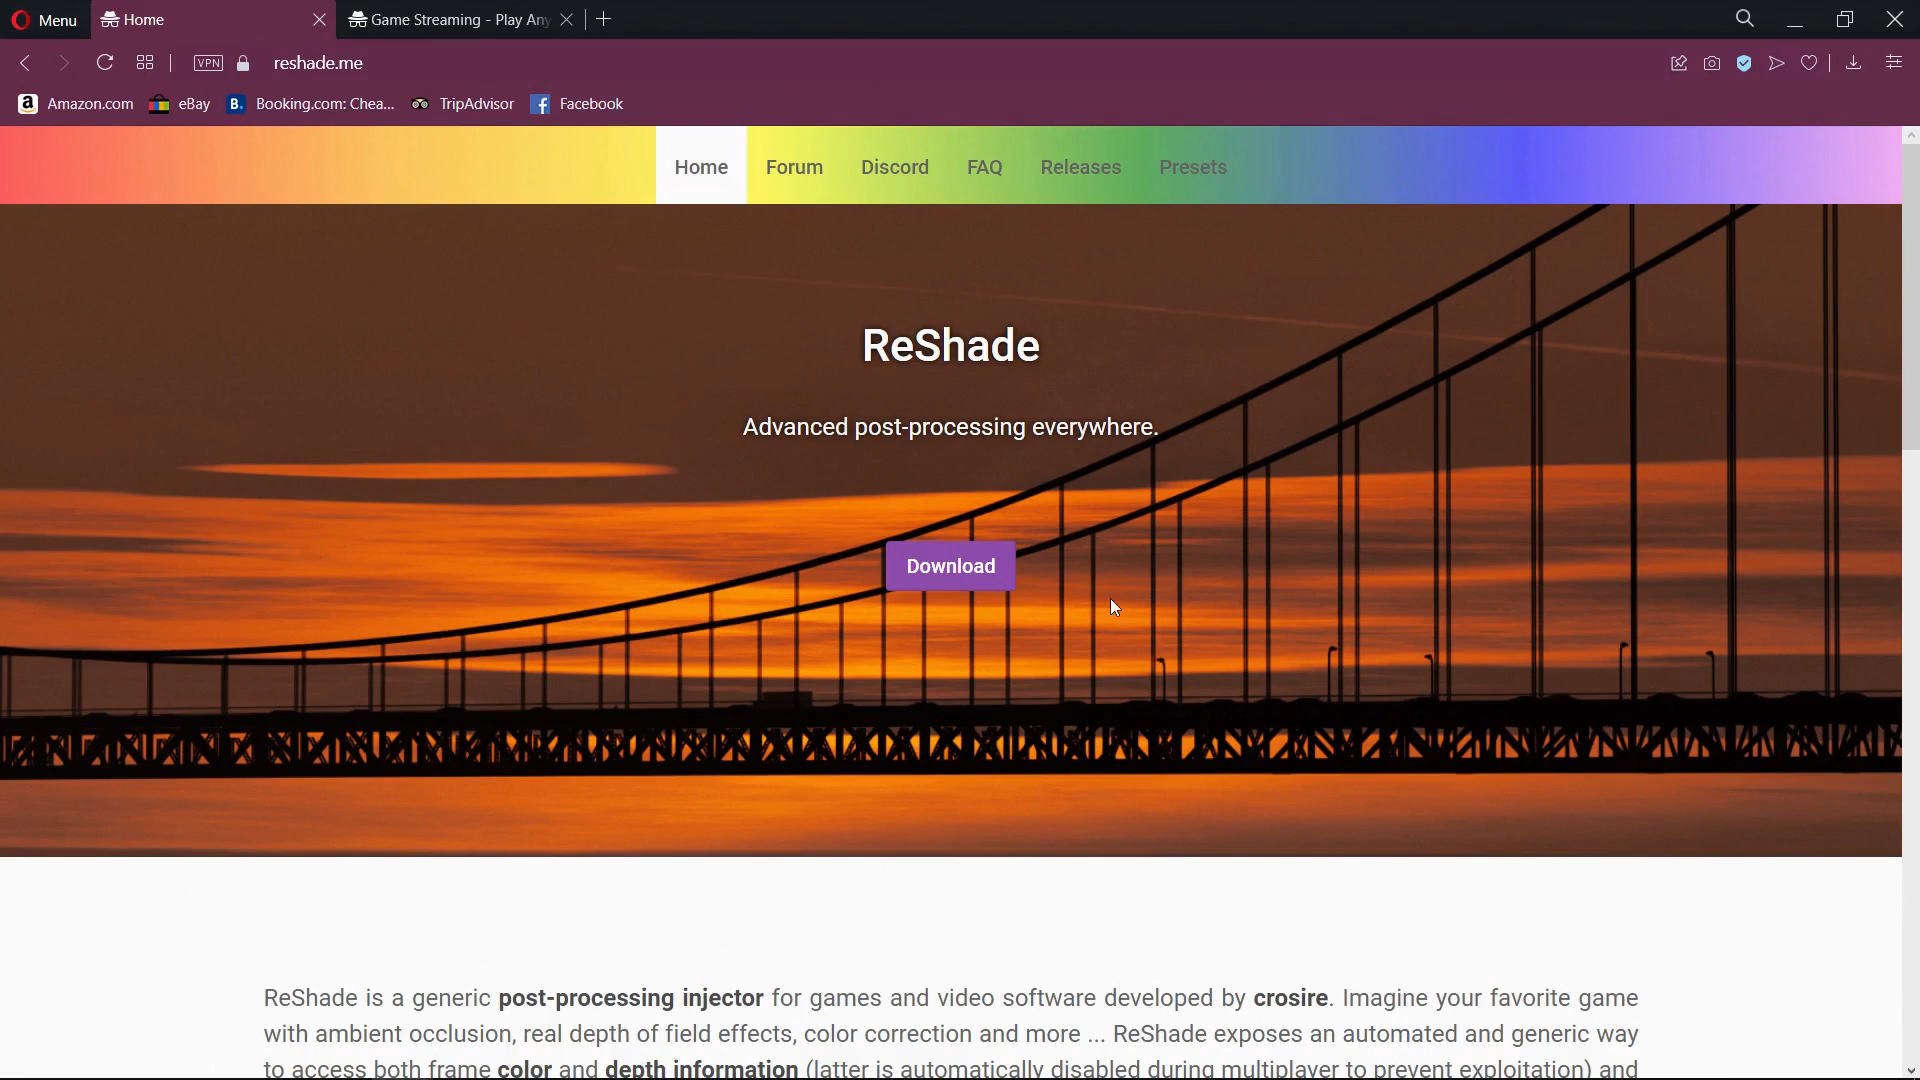 Menu
Home
Game Streaming - Play Any
VPN
reshade.me
Amazon.com
eBay
Booking.com: Chea...
TripAdvisor
Facebook
Home
Forum
Discord
FAQ
Releases
Presets
ReShade
Advanced post-processing everywhere.
Download
ReShade is a generic post-processing injector for games and video software developed by crosire. Imagine your favorite game
with ambient occlusion, real depth of field effects, color correction and more ... ReShade exposes an automated and generic way
to access both frame color and depth information (latter is automatically disabled during multiplayer to prevent exploitation) and